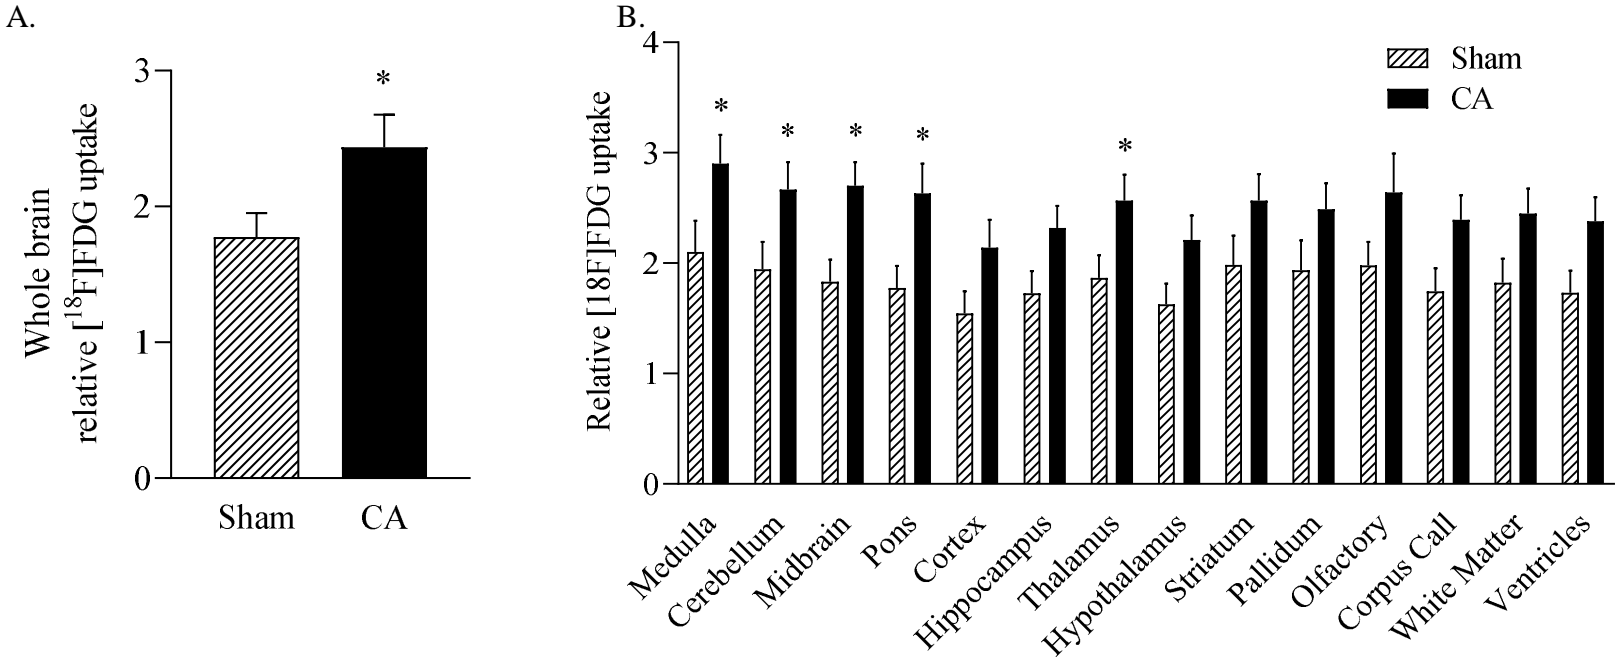 A.
Whole brain
relative [18F]FDG uptake
3
2
1
0
*
Sham
CA
B.
Relative [18F]FDG uptake
4
3
2
1
0
Sham
CA
*
*
*
*
*
Medulla
Cerebellum
Midbrain
Pons
Cortex
Hippocampus
Thalamus
Hypothalamus
Striatum
Pallidum
Olfactory
Corpus Call
White Matter
Ventricles